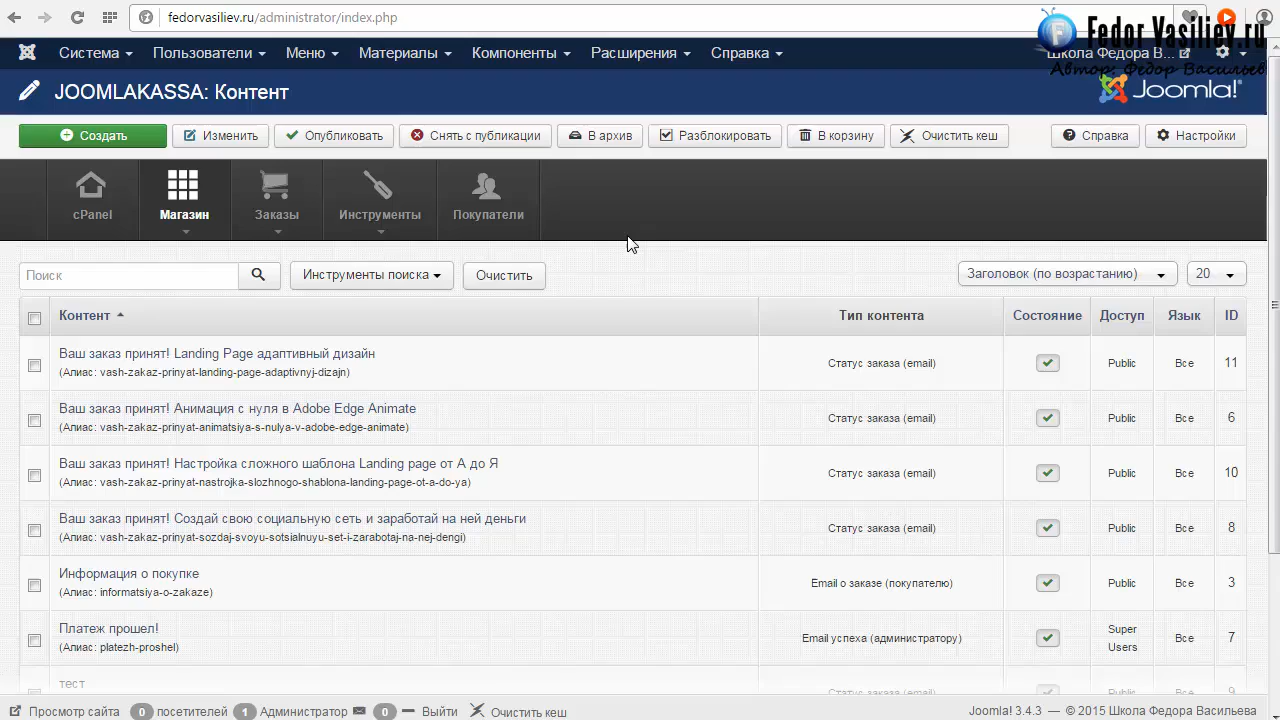 fedorvasiliev.ru/administrator/index.php
Fedor Vasiliev.ru
Система Пользователи Меню Материалы Компоненты Расширения Справка Школа Федора В...
Автор: Федор Васильев
JOOMLAKASSA: Контент
Joomla!
Создать Изменить Опубликовать Снять с публикации В архив Разблокировать В корзину Очистить кеш Справка Настройки
cPanel Магазин Заказы Инструменты Покупатели
Поиск Инструменты поиска Очистить Заголовок (по возрастанию) 20
Контент Тип контента Состояние Доступ Язык ID
Ваш заказ принят! Landing Page адаптивный дизайн
(Алиас: vash-zakaz-prinyat-landing-page-adaptivnyj-dizajn)
Статус заказа (email) Public Все 11
Ваш заказ принят! Анимация с нуля в Adobe Edge Animate
(Алиас: vash-zakaz-prinyat-animatsiya-s-nulya-v-adobe-edge-animate)
Статус заказа (email) Public Все 6
Ваш заказ принят! Настройка сложного шаблона Landing page от А до Я
(Алиас: vash-zakaz-prinyat-nastrojka-slozhnogo-shablona-landing-page-ot-a-do-ya)
Статус заказа (email) Public Все 10
Ваш заказ принят! Создай свою социальную сеть и заработай на ней деньги
(Алиас: vash-zakaz-prinyat-sozdaj-svoyu-sotsialnuyu-set-i-zarabotaj-na-nej-dengi)
Статус заказа (email) Public Все 8
Информация о покупке
(Алиас: informatsiya-o-zakaze)
Email о заказе (покупателю) Public Все 3
Платеж прошел!
(Алиас: platezh-proshel)
Email успеха (администратору) Super Users Все 7
тест
Статус заказа (email) Public Все 9
Просмотр сайта 0 посетителей 1 Администратор 0 Выйти Очистить кеш Joomla! 3.4.3 — © 2015 Школа Федора Васильева